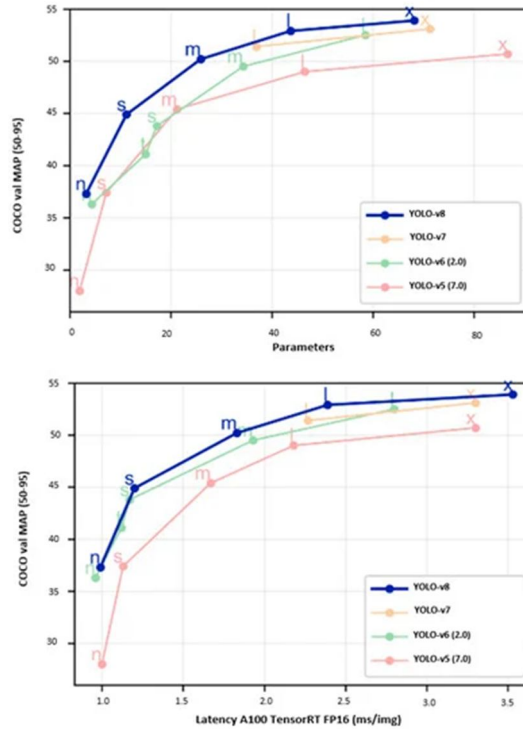 55
50
45
40
35
30
COCO val MAP (50-95)
n
s
m
l
x
l
x
s
l
m
l
n
s
m
l
x
YOLO-v8
YOLO-v7
YOLO-v6 (2.0)
YOLO-v5 (7.0)
0 20 40 60 80
Parameters
55
50
45
40
35
30
COCO val MAP (50-95)
n
s
m
l
x
l
x
n
t
s
m
l
n
s
m
l
x
YOLO-v8
YOLO-v7
YOLO-v6 (2.0)
YOLO-v5 (7.0)
1.0 1.5 2.0 2.5 3.0 3.5
Latency A100 TensorRT FP16 (ms/img)